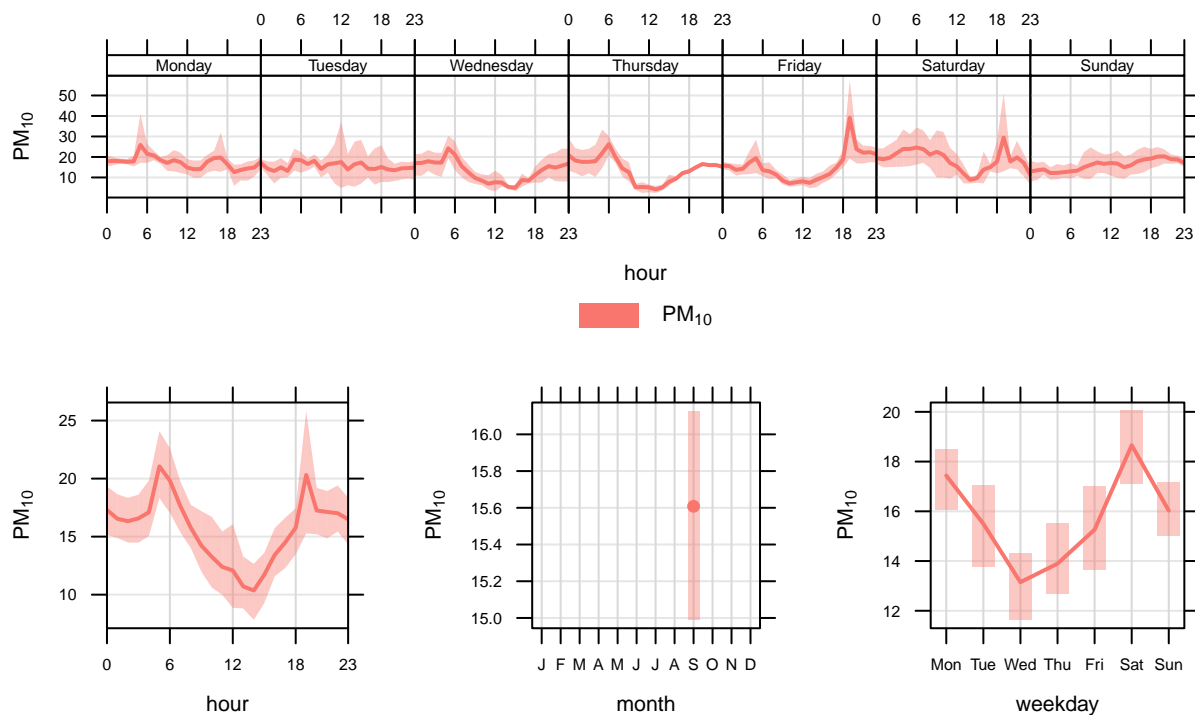 0 6 12 18 23 0 6 12 18 23 0 6 12 18 23
Monday Tuesday Wednesday Thursday Friday Saturday Sunday
PM10
50
40
30
20
10
0 6 12 18 23 0 6 12 18 23 0 6 12 18 23 0 6 12 18 23
hour
PM10
PM10
25
20
15
10
0 6 12 18 23
hour
PM10
16.0
15.8
15.6
15.4
15.2
15.0
J F M A M J J A S O N D
month
PM10
20
18
16
14
12
Mon Tue Wed Thu Fri Sat Sun
weekday